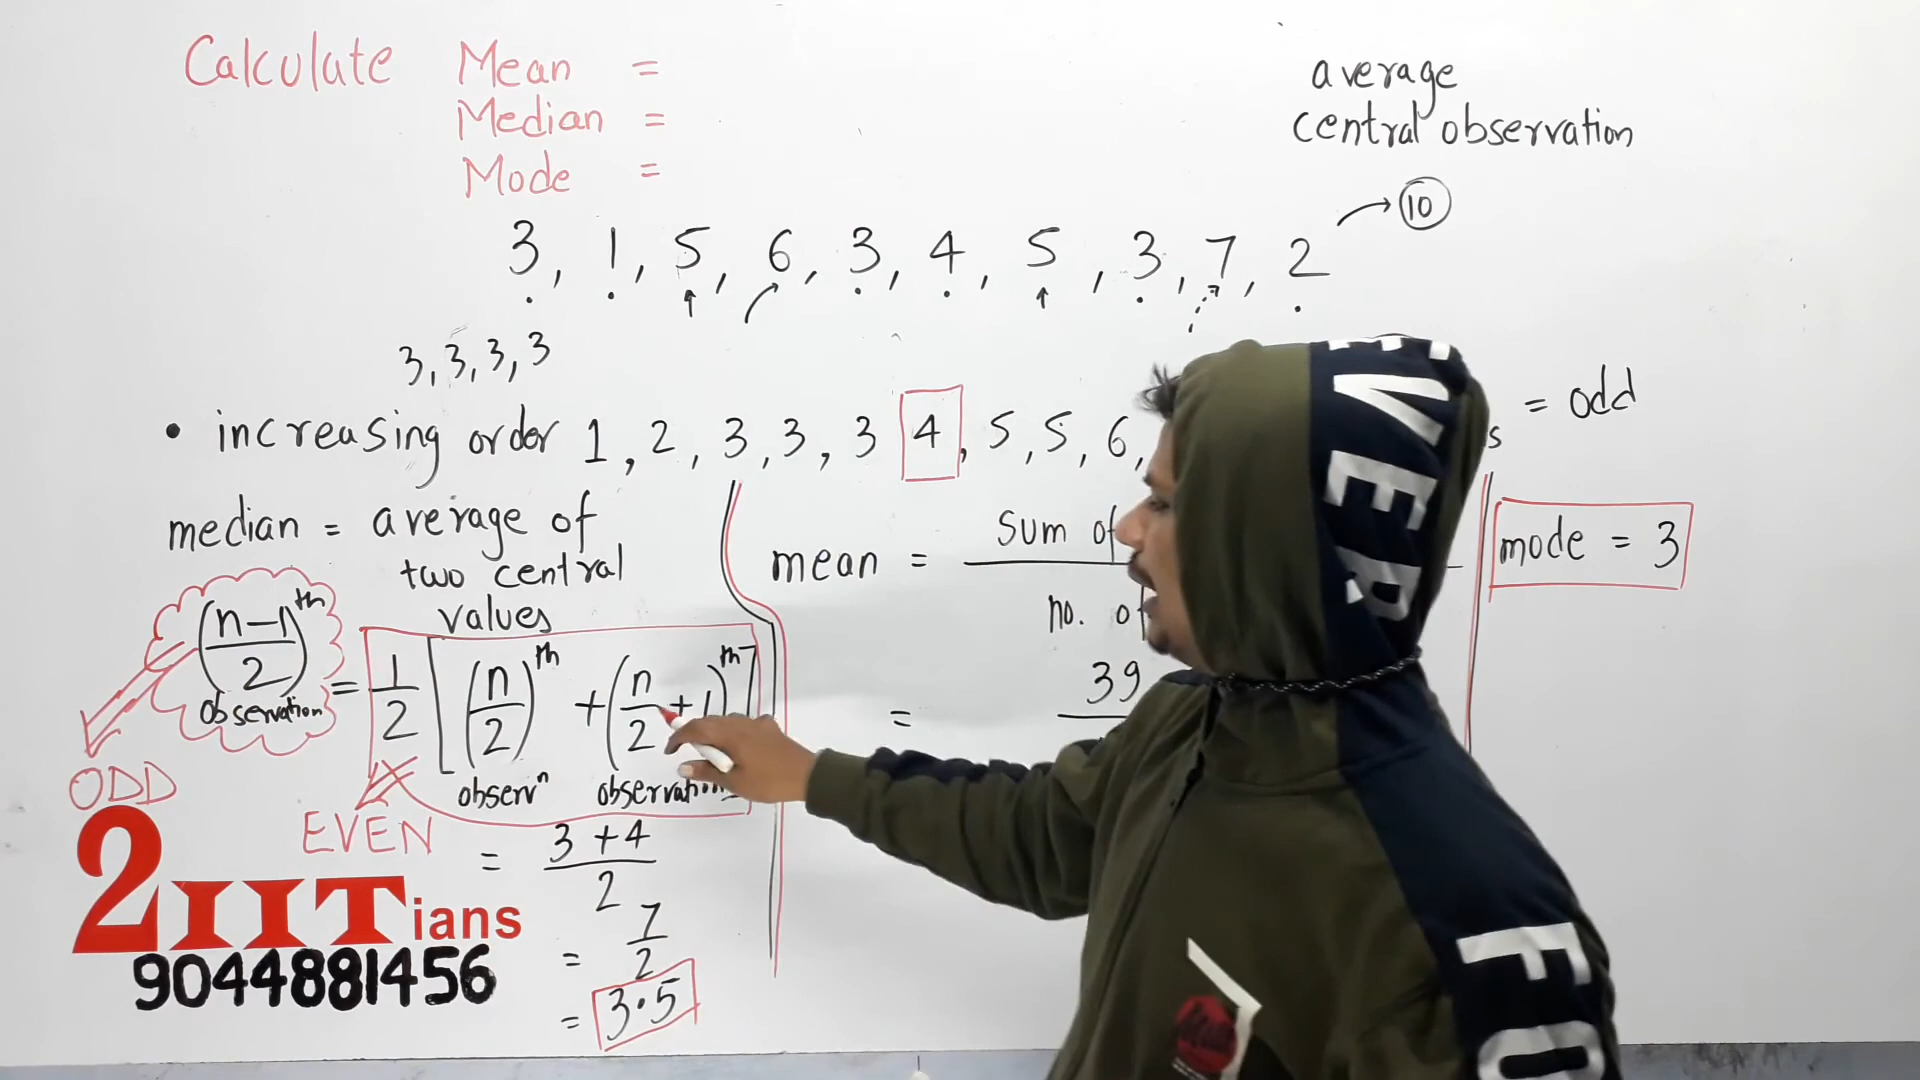 Calculate Mean =
Median =
Mode =
average
central observation
3, 1, 5, 6, 3, 4, 5, 3, 7, 2 → 10
3, 3, 3, 3
• increasing order 1, 2, 3, 3, 3 4, 5, 5, 6,
s = odd
median = average of
two central
values
(n-1/2)th
observation
= 1/2 [(n/2)th + (n/2 + 1)th]
observn observation
ODD
EVEN
= 3+4/2
= 7/2
= 3.5
mean = sum of
no. of
= 39
mode = 3
2IITians
9044881456
EVER
FO